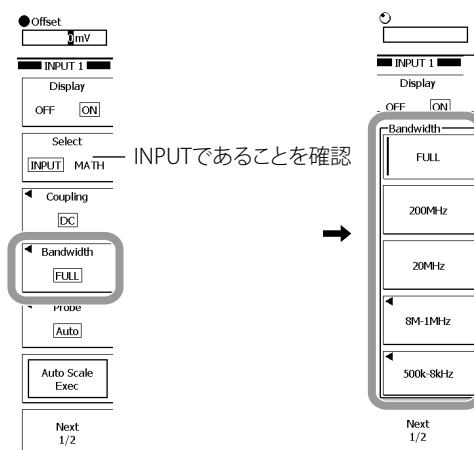 Offset
0mV
INPUT 1
Display
OFF ON
Select
INPUT MATH
INPUTであることを確認
Coupling
DC
Bandwidth
FULL
Probe
Auto
Auto Scale
Exec
Next
1/2
INPUT 1
Display
OFF ON
Bandwidth
FULL
200MHz
20MHz
8M-1MHz
500k-8kHz
Next
1/2